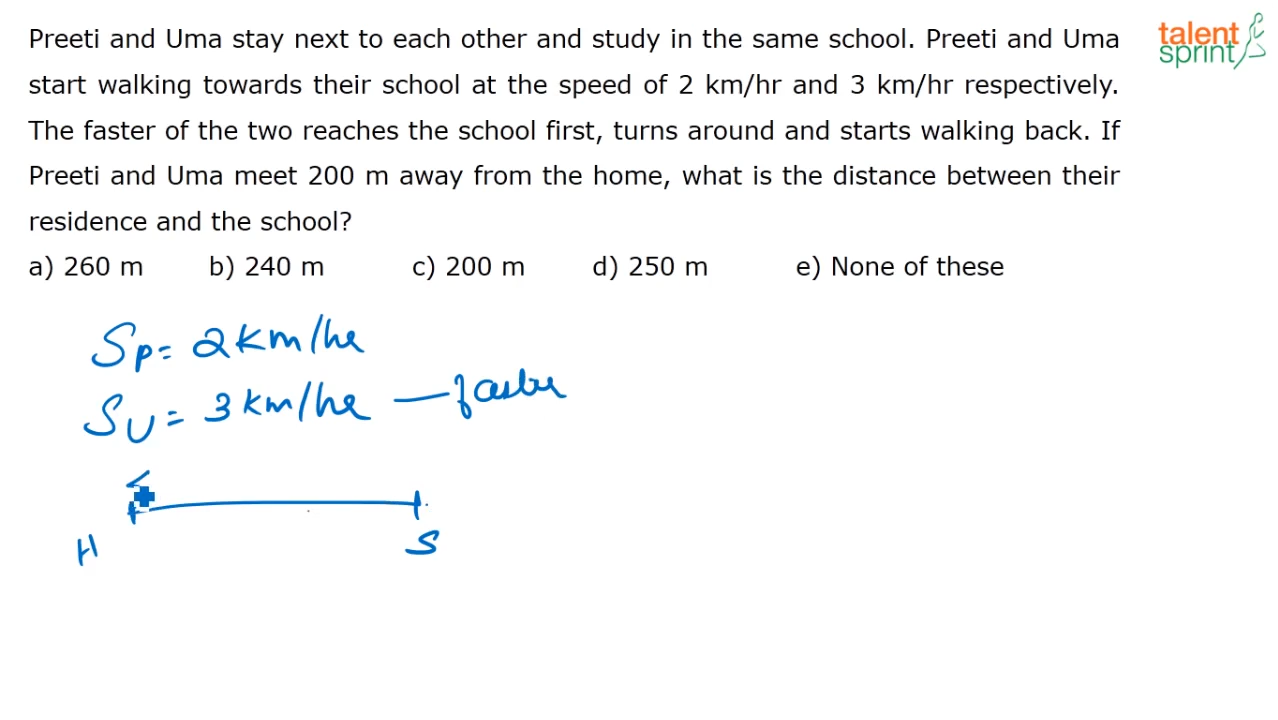 talent
sprint
Preeti and Uma stay next to each other and study in the same school. Preeti and Uma
start walking towards their school at the speed of 2 km/hr and 3 km/hr respectively.
The faster of the two reaches the school first, turns around and starts walking back. If
Preeti and Uma meet 200 m away from the home, what is the distance between their
residence and the school?
a) 260 m b) 240 m c) 200 m d) 250 m e) None of these
Sp = 2 km/hr
SU = 3 km/hr — faster
H S